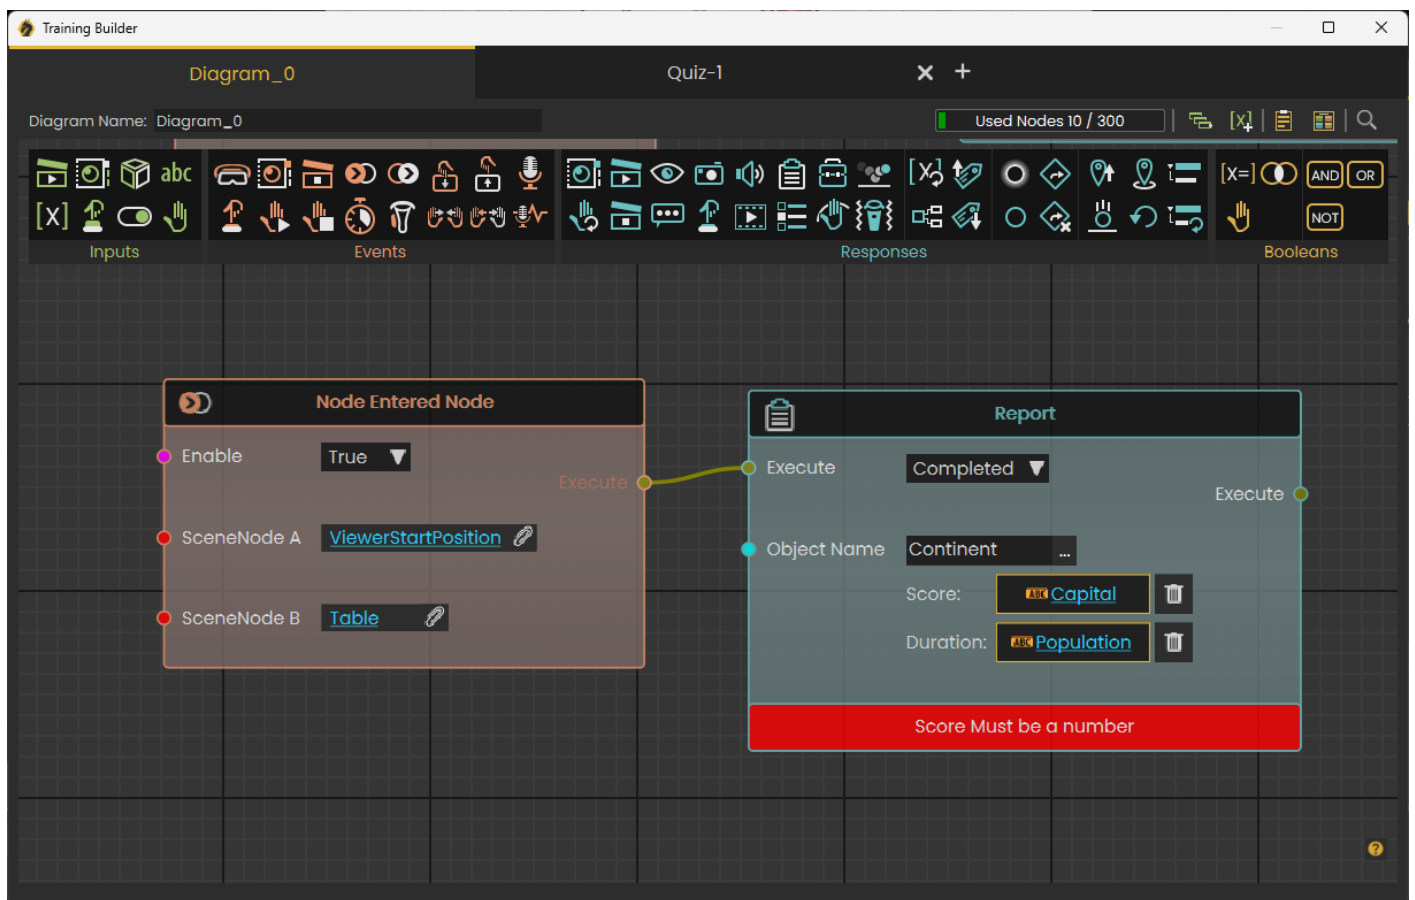 Training Builder
Diagram_0
Quiz-1
Diagram Name: Diagram_0
Used Nodes 10 / 300
[x]
abc
[X]
[X]
[X=]
AND
OR
[X]
NOT
Inputs
Events
Responses
Booleans
Node Entered Node
Enable
True
Execute
SceneNode A
ViewerStartPosition
SceneNode B
Table
Report
Execute
Completed
Execute
Object Name
Continent
...
Score:
ABC Capital
Duration:
ABC Population
Score Must be a number
?